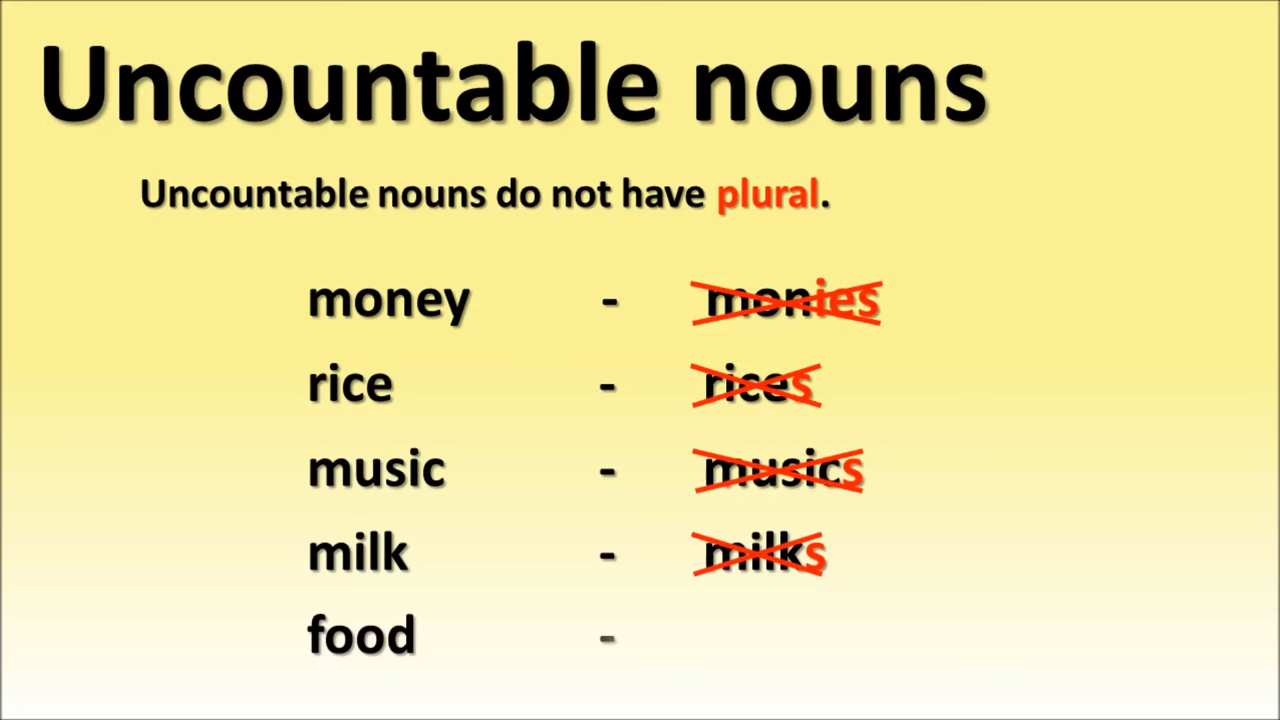 Uncountable nouns
Uncountable nouns do not have plural.
money - monies
rice - rices
music - musics
milk - milks
food -